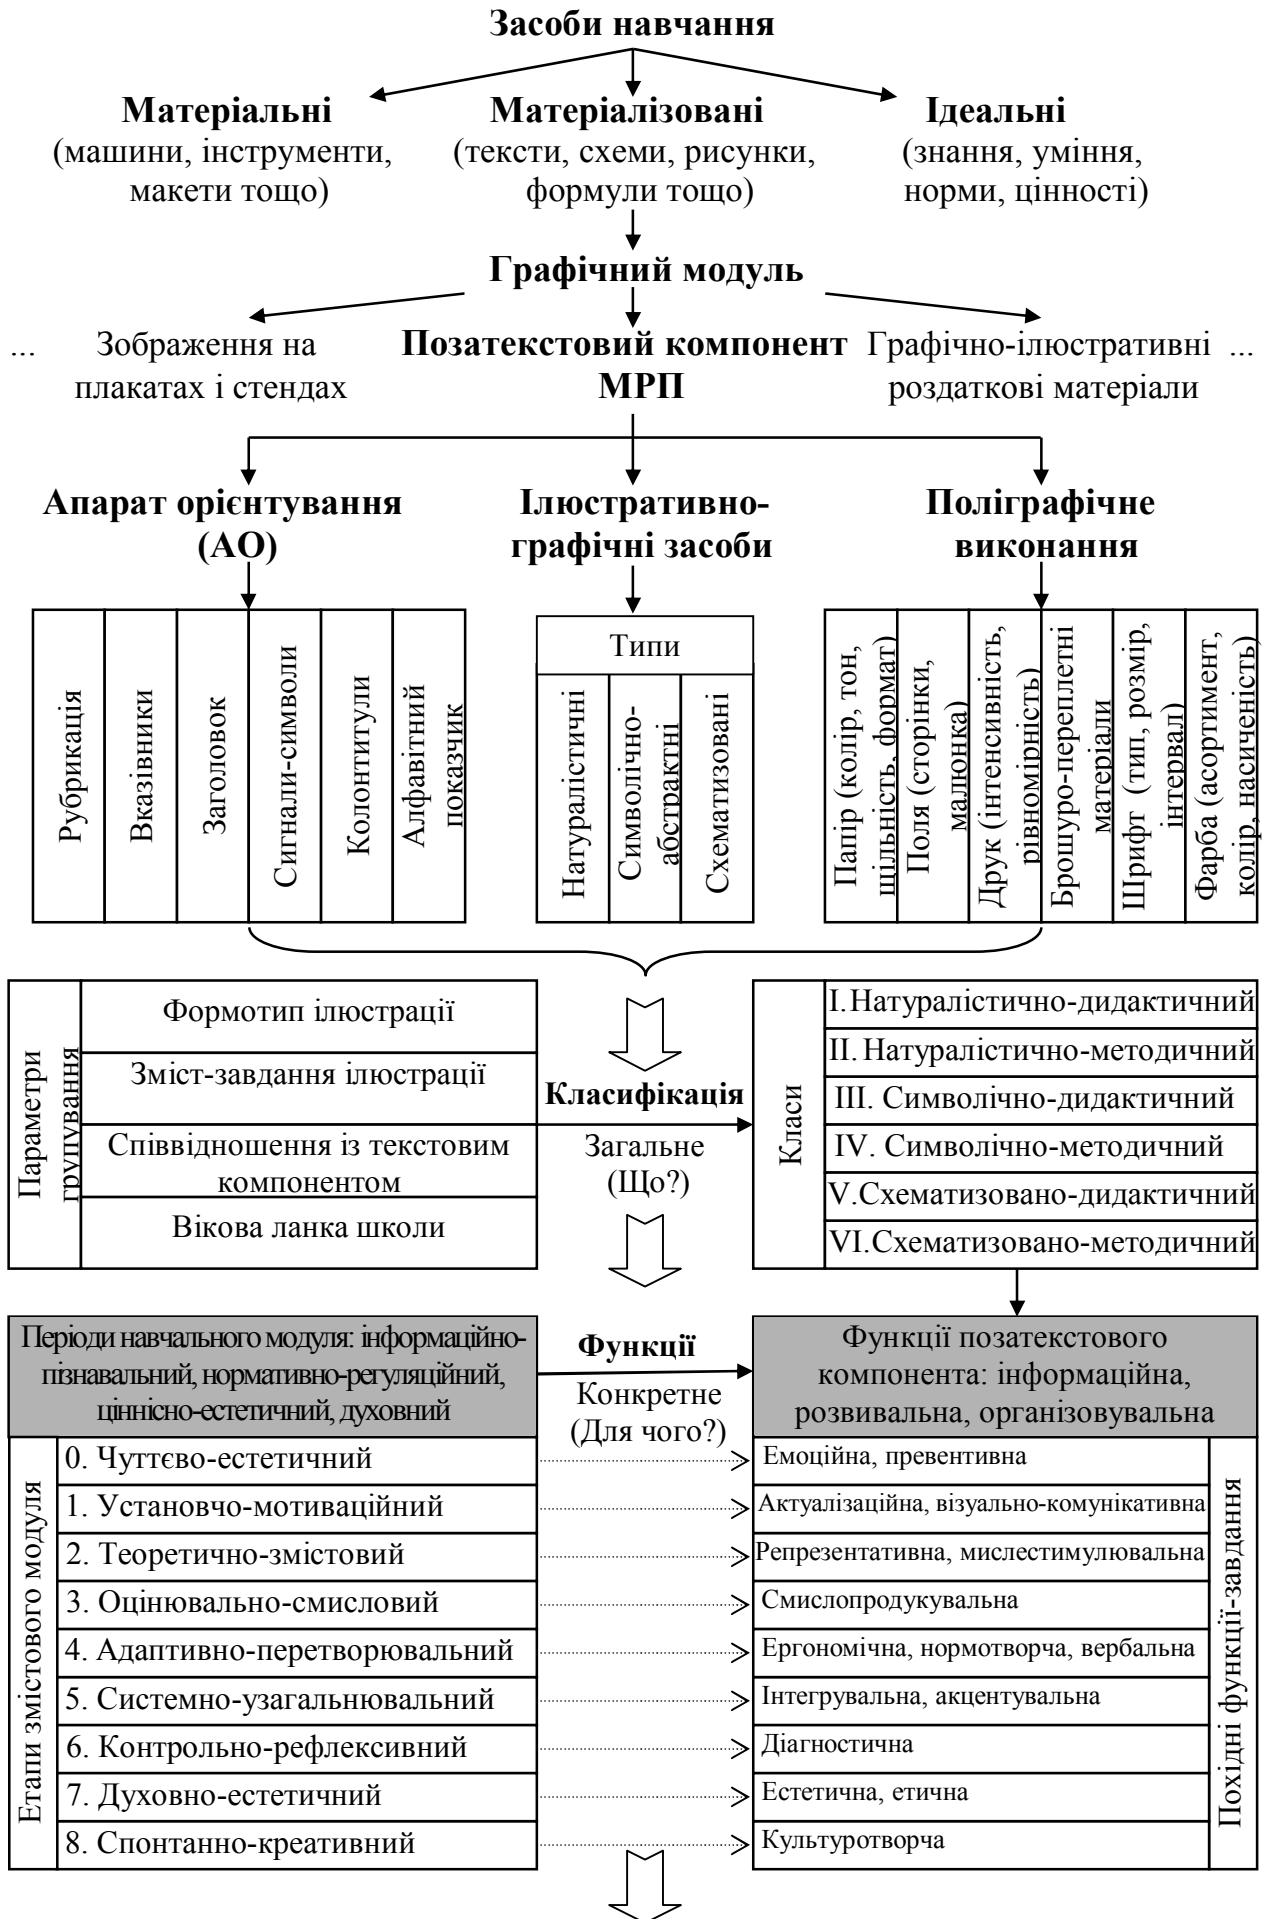 Засоби навчання
Матеріальні
(машини, інструменти,
макети тощо)
Матеріалізовані
(тексти, схеми, рисунки,
формули тощо)
Ідеальні
(знання, уміння,
норми, цінності)
Графічний модуль
...
Зображення на
плакатах і стендах
Позатекстовий компонент
МРП
Графічно-ілюстративні
роздаткові матеріали
...
Апарат орієнтування
(АО)
Ілюстративно-
графічні засоби
Поліграфічне
виконання
Рубрикація
Вказівники
Заголовок
Сигнали-символи
Колонтитули
Алфавітний
показчик
Типи
Натуралістичні
Символічно-
абстрактні
Схематизовані
Папір (колір, тон,
щільність, формат)
Поля (сторінки,
малюнка)
Друк (інтенсивність,
рівномірність)
Брошуро-переплетні
матеріали
Шрифт (тип, розмір,
інтервал)
Фарба (асортимент,
колір, насиченість)
Параметри
групування
Формотип ілюстрації
Зміст-завдання ілюстрації
Співвідношення із текстовим
компонентом
Вікова ланка школи
Класифікація
Загальне
(Що?)
Класи
I. Натуралістично-дидактичний
II. Натуралістично-методичний
III. Символічно-дидактичний
IV. Символічно-методичний
V.Схематизовано-дидактичний
VI.Схематизовано-методичний
Періоди навчального модуля: інформаційно-
пізнавальний, нормативно-регуляційний,
ціннісно-естетичний, духовний
Функції
Конкретне
(Для чого?)
Функції позатекстового
компонента: інформаційна,
розвивальна, організовувальна
Етапи змістового модуля
0. Чуттєво-естетичний
1. Установчо-мотиваційний
2. Теоретично-змістовий
3. Оцінювально-смисловий
4. Адаптивно-перетворювальний
5. Системно-узагальнювальний
6. Контрольно-рефлексивний
7. Духовно-естетичний
8. Спонтанно-креативний
Емоційна, превентивна
Актуалізаційна, візуально-комунікативна
Репрезентативна, мислестимулювальна
Смислопродукувальна
Ергономічна, нормотворча, вербальна
Інтегрувальна, акцентувальна
Діагностична
Естетична, етична
Культуротворча
Похідні функції-завдання